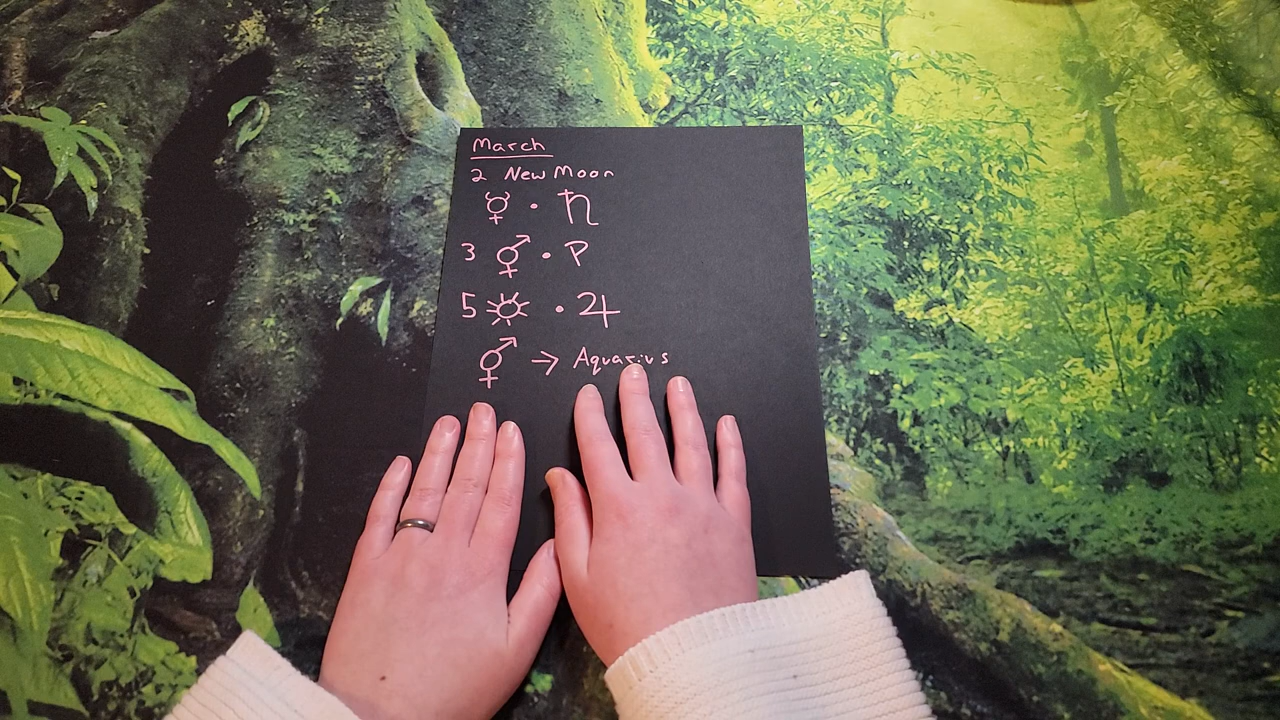 March
2 New Moon
☿ • ♄
3 ⚥ • P
5 ☼ • ♃
⚥ → Aquarius